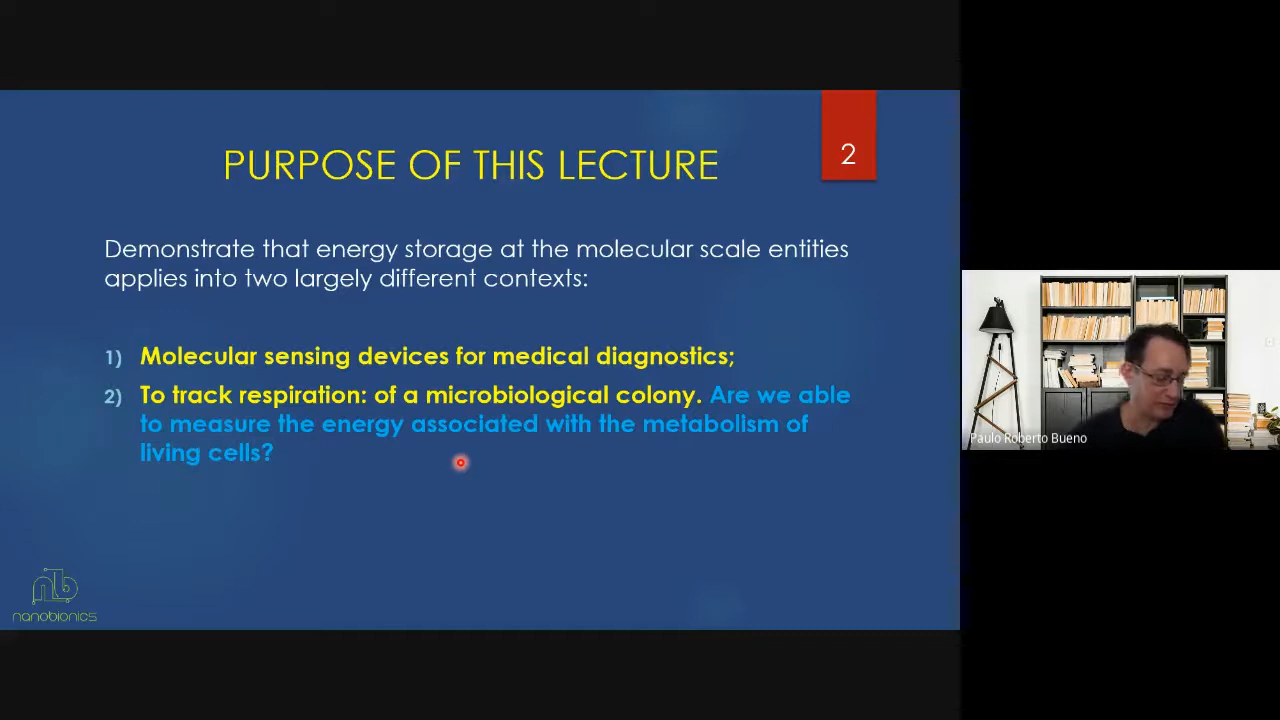 PURPOSE OF THIS LECTURE
2
Demonstrate that energy storage at the molecular scale entities
applies into two largely different contexts:
1) Molecular sensing devices for medical diagnostics;
2) To track respiration: of a microbiological colony. Are we able
to measure the energy associated with the metabolism of
living cells?
nb
nanobionics
Paulo Roberto Bueno